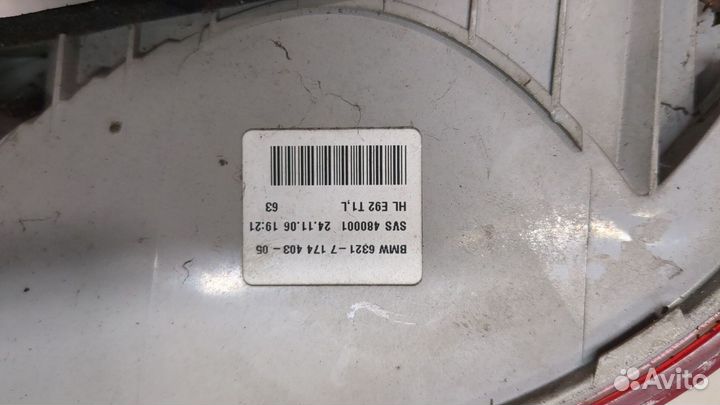 BMW 6321-7 174 403-05
SVS 480001 24.11.06 19:21
HL E92 T1,L 63
Avito